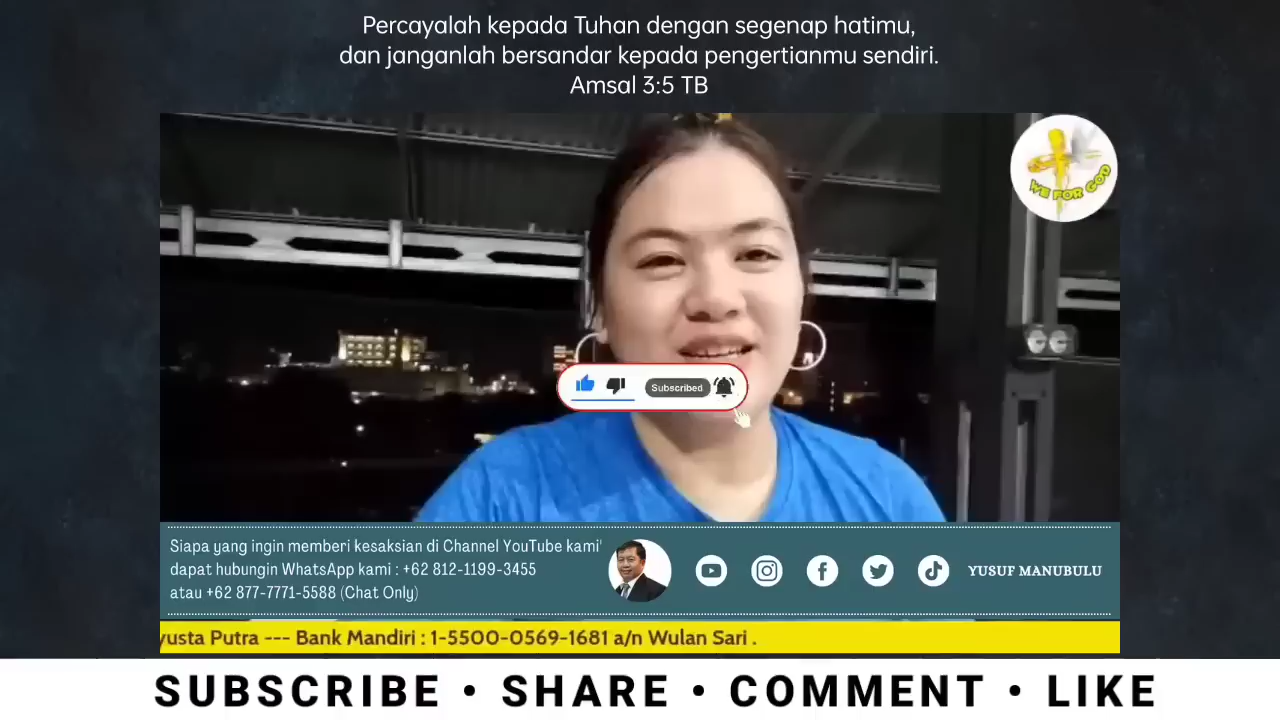 Percayalah kepada Tuhan dengan segenap hatimu,
dan janganlah bersandar kepada pengertianmu sendiri.
Amsal 3:5 TB
WE FOR GOD
Subscribed
Siapa yang ingin memberi kesaksian di Channel YouTube kami'
dapat hubungin WhatsApp kami : +62 812-1199-3455
atau +62 877-7771-5588 (Chat Only)
YUSUF MANUBULU
yusta Putra --- Bank Mandiri : 1-5500-0569-1681 a/n Wulan Sari .
SUBSCRIBE • SHARE • COMMENT • LIKE